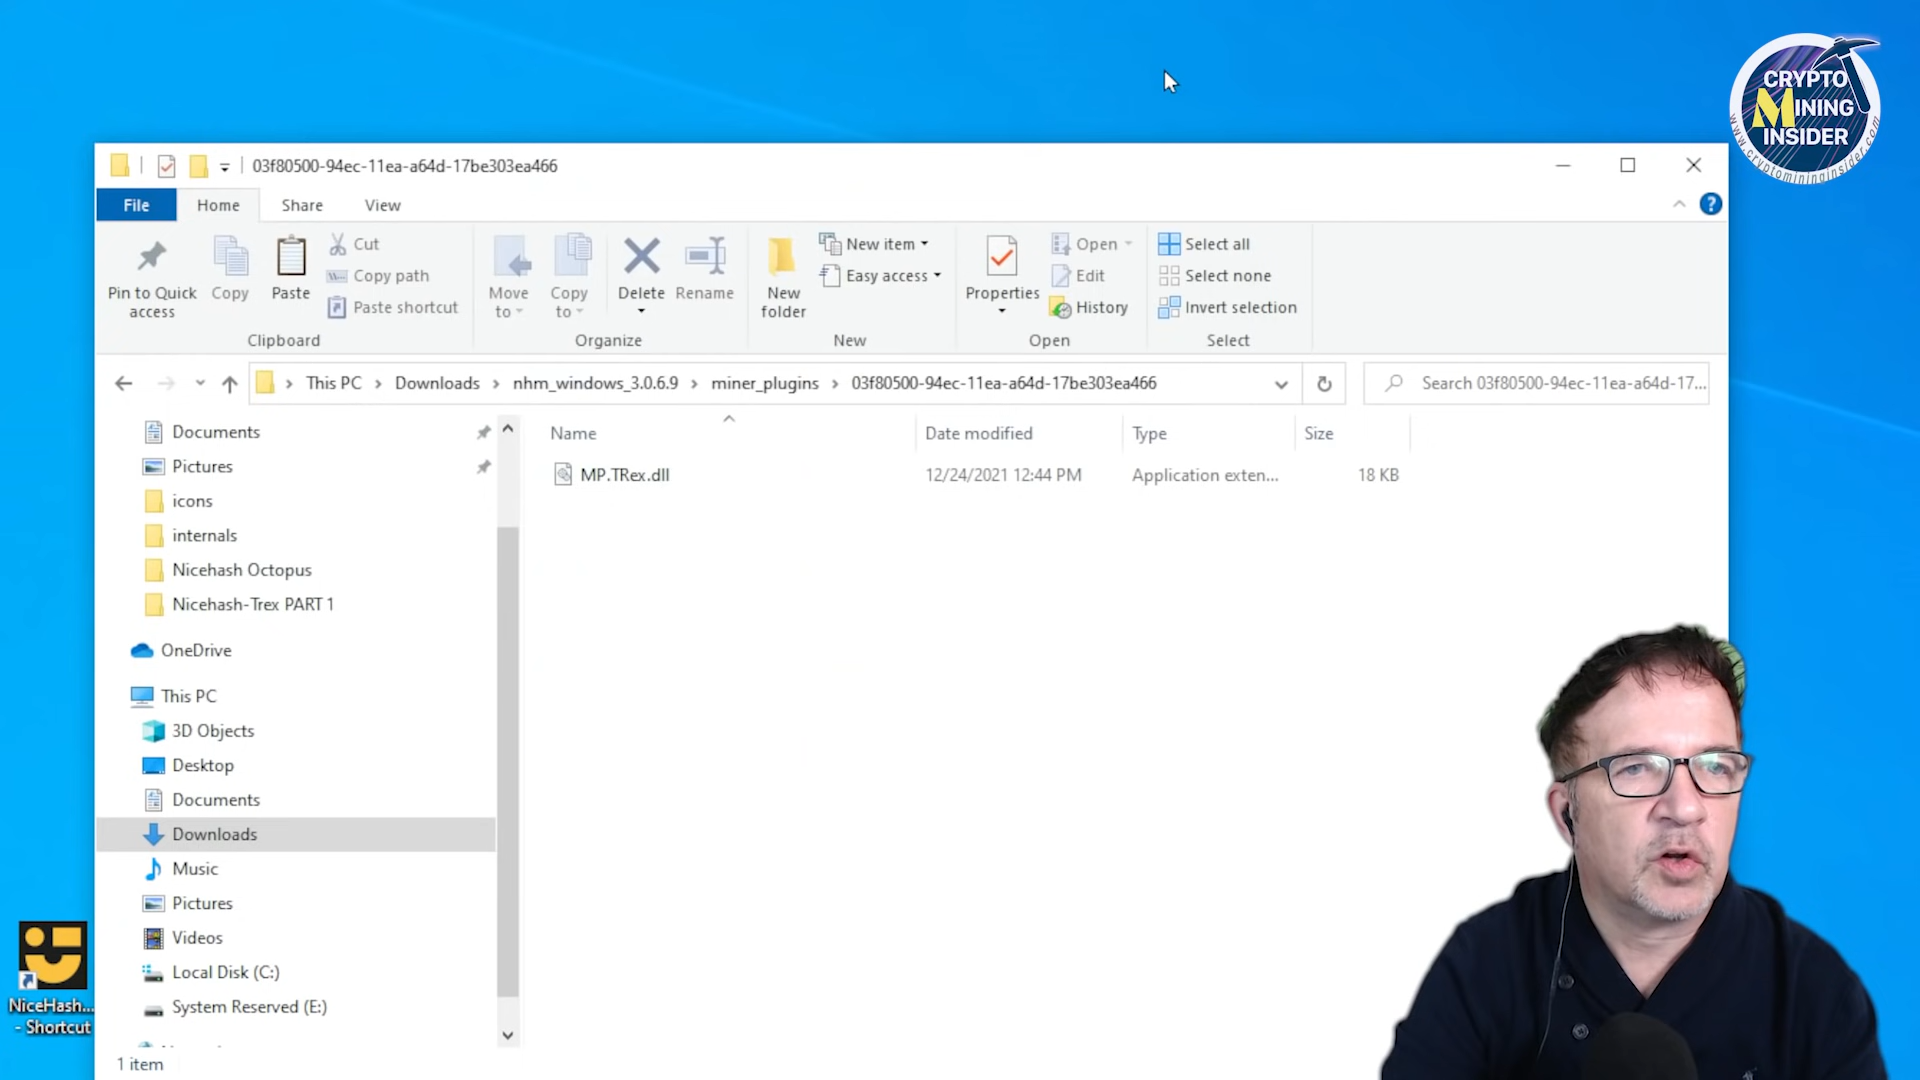 CRYPTO
MINING
INSIDER
www.cryptomininginsider.com
03f80500-94ec-11ea-a64d-17be303ea466
File Home Share View
Pin to Quick access
Copy
Paste
Cut
Copy path
Paste shortcut
Clipboard
Move to
Copy to
Delete
Rename
Organize
New folder
New item
Easy access
New
Properties
Open
Edit
History
Open
Select all
Select none
Invert selection
Select
This PC > Downloads > nhm_windows_3.0.6.9 > miner_plugins > 03f80500-94ec-11ea-a64d-17be303ea466
Search 03f80500-94ec-11ea-a64d-17...
Name Date modified Type Size
MP.TRex.dll 12/24/2021 12:44 PM Application exten... 18 KB
Documents
Pictures
icons
internals
Nicehash Octopus
Nicehash-Trex PART 1
OneDrive
This PC
3D Objects
Desktop
Documents
Downloads
Music
Pictures
Videos
Local Disk (C:)
System Reserved (E:)
1 item
NiceHash...
- Shortcut